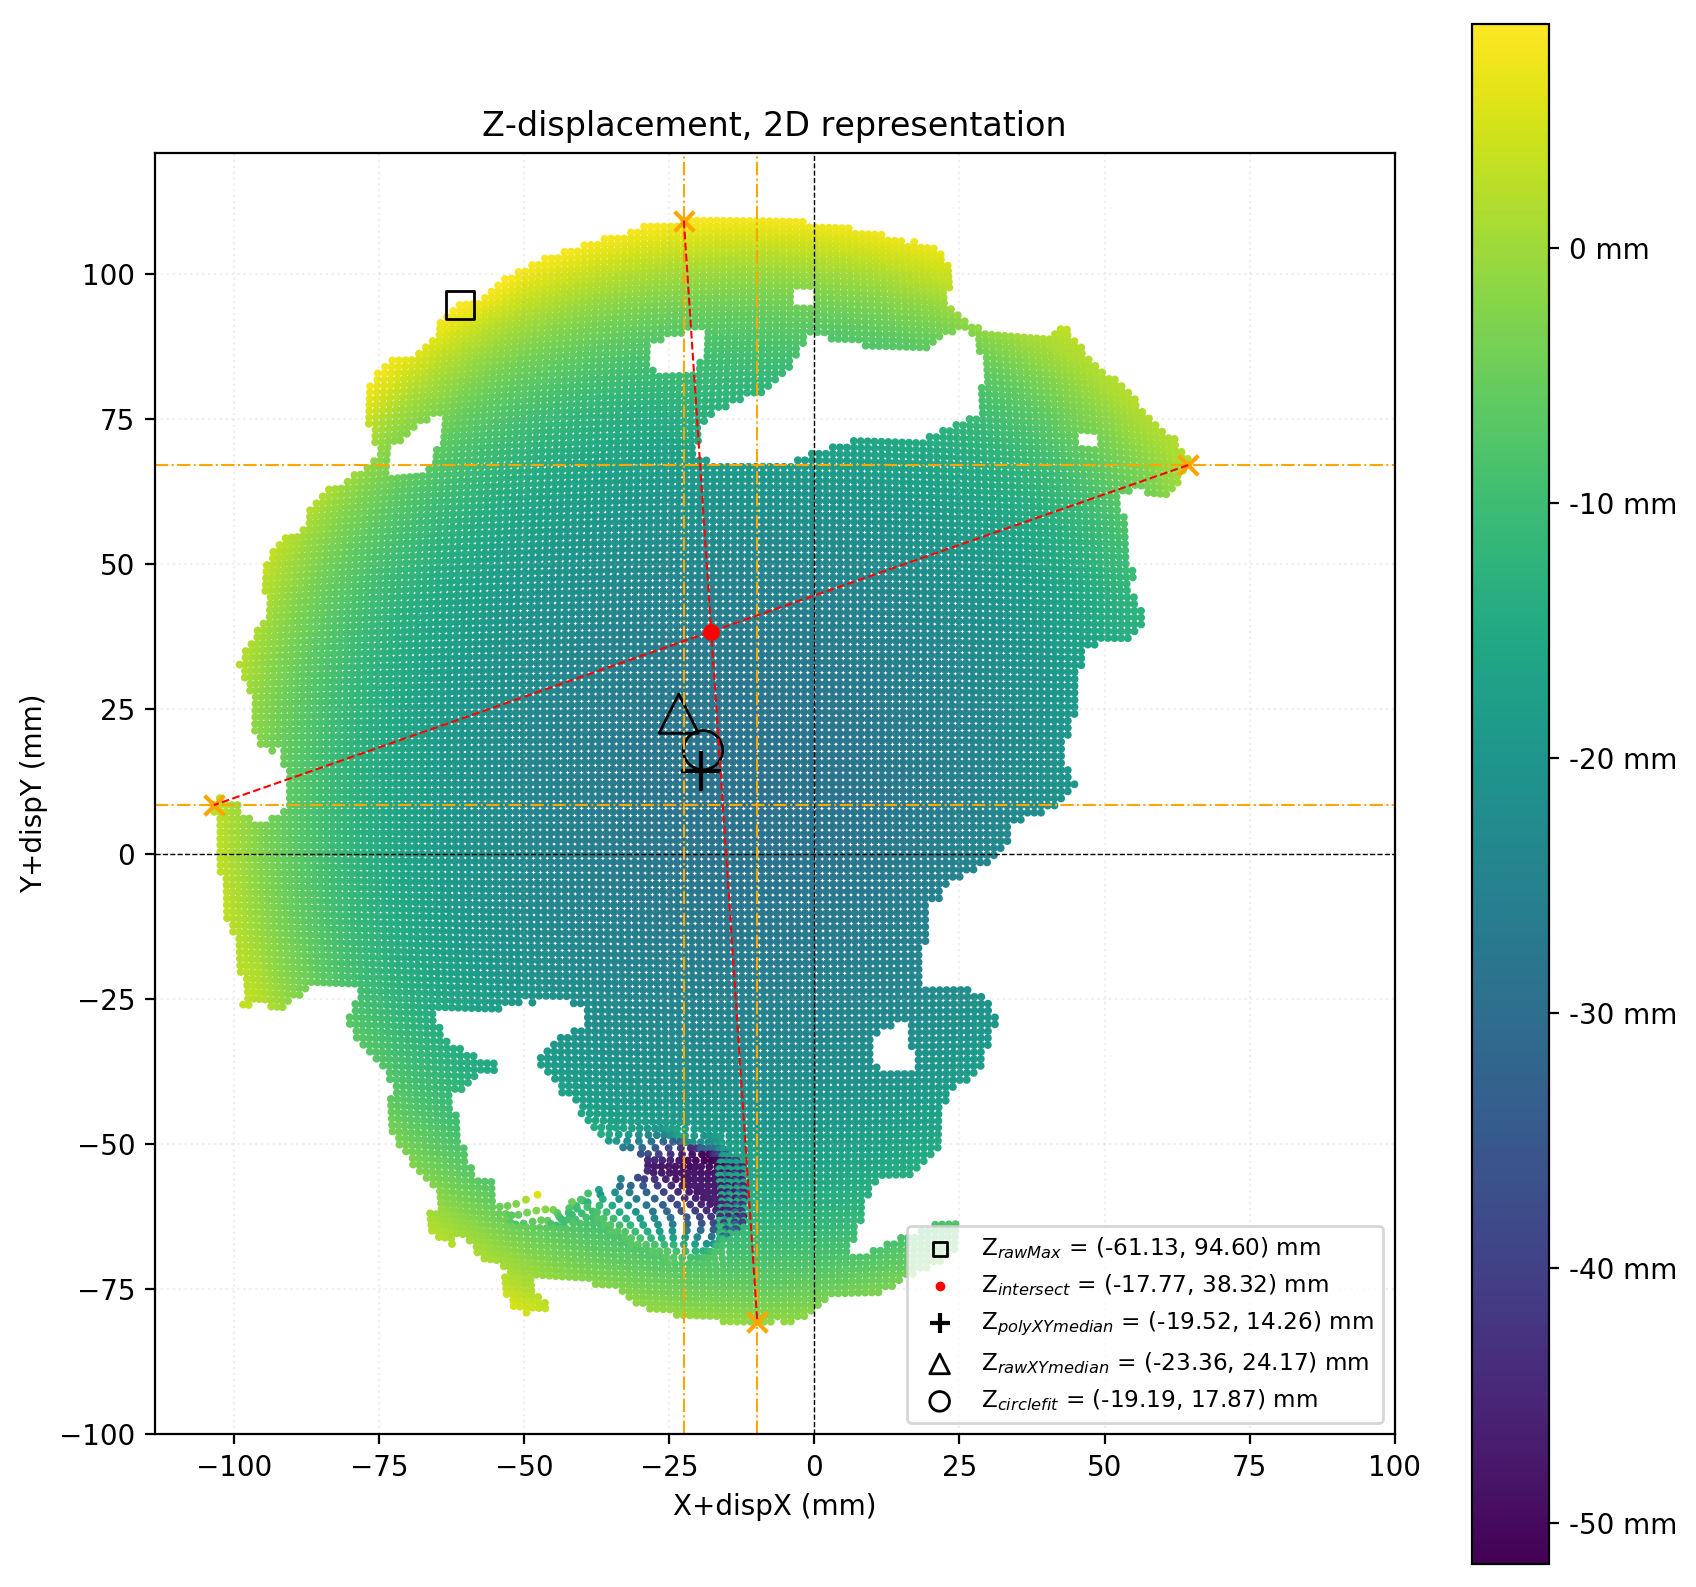 Z-displacement, 2D representation
100
75
50
25
0
−25
−50
−75
−100
Y+dispY (mm)
−100
−75
−50
−25
0
25
50
75
100
X+dispX (mm)
Z_rawMax = (-61.13, 94.60) mm
Z_intersect = (-17.77, 38.32) mm
Z_polyXYmedian = (-19.52, 14.26) mm
Z_rawXYmedian = (-23.36, 24.17) mm
Z_circlefit = (-19.19, 17.87) mm
0 mm
-10 mm
-20 mm
-30 mm
-40 mm
-50 mm